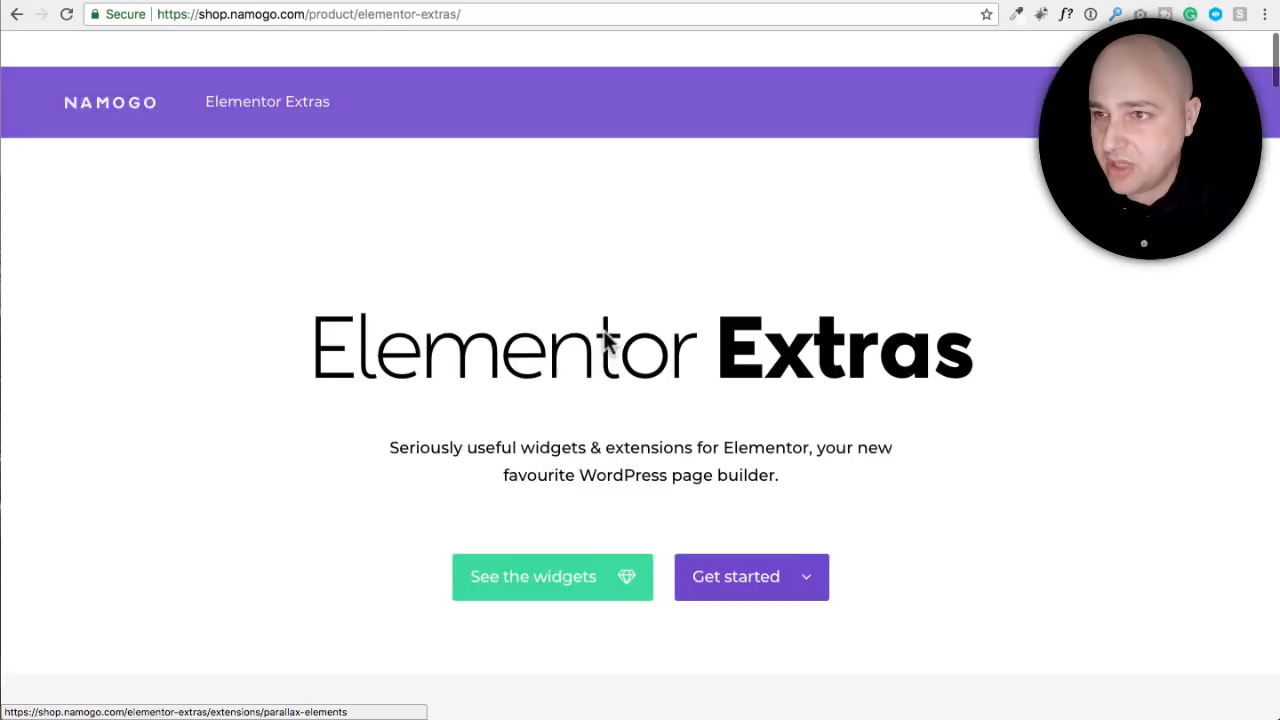 Secure
https://shop.namogo.com/product/elementor-extras/
f?
NAMOGO
Elementor Extras
Elementor Extras
Seriously useful widgets & extensions for Elementor, your new
favourite WordPress page builder.
See the widgets
Get started
https://shop.namogo.com/elementor-extras/extensions/parallax-elements